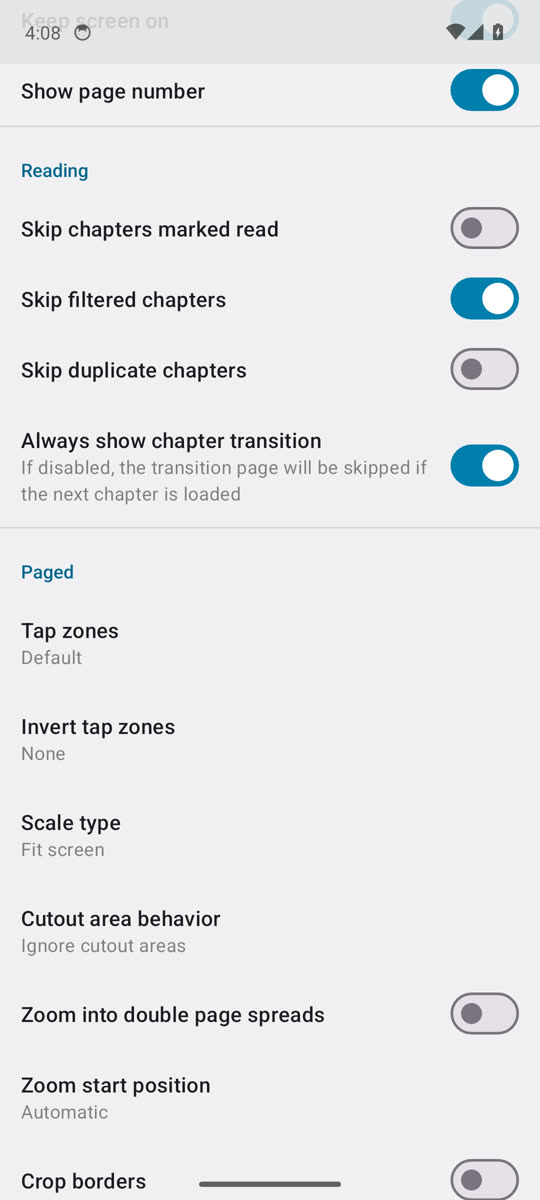 Keep screen on
4:08
Show page number
Reading
Skip chapters marked read
Skip filtered chapters
Skip duplicate chapters
Always show chapter transition
If disabled, the transition page will be skipped if
the next chapter is loaded
Paged
Tap zones
Default
Invert tap zones
None
Scale type
Fit screen
Cutout area behavior
Ignore cutout areas
Zoom into double page spreads
Zoom start position
Automatic
Crop borders